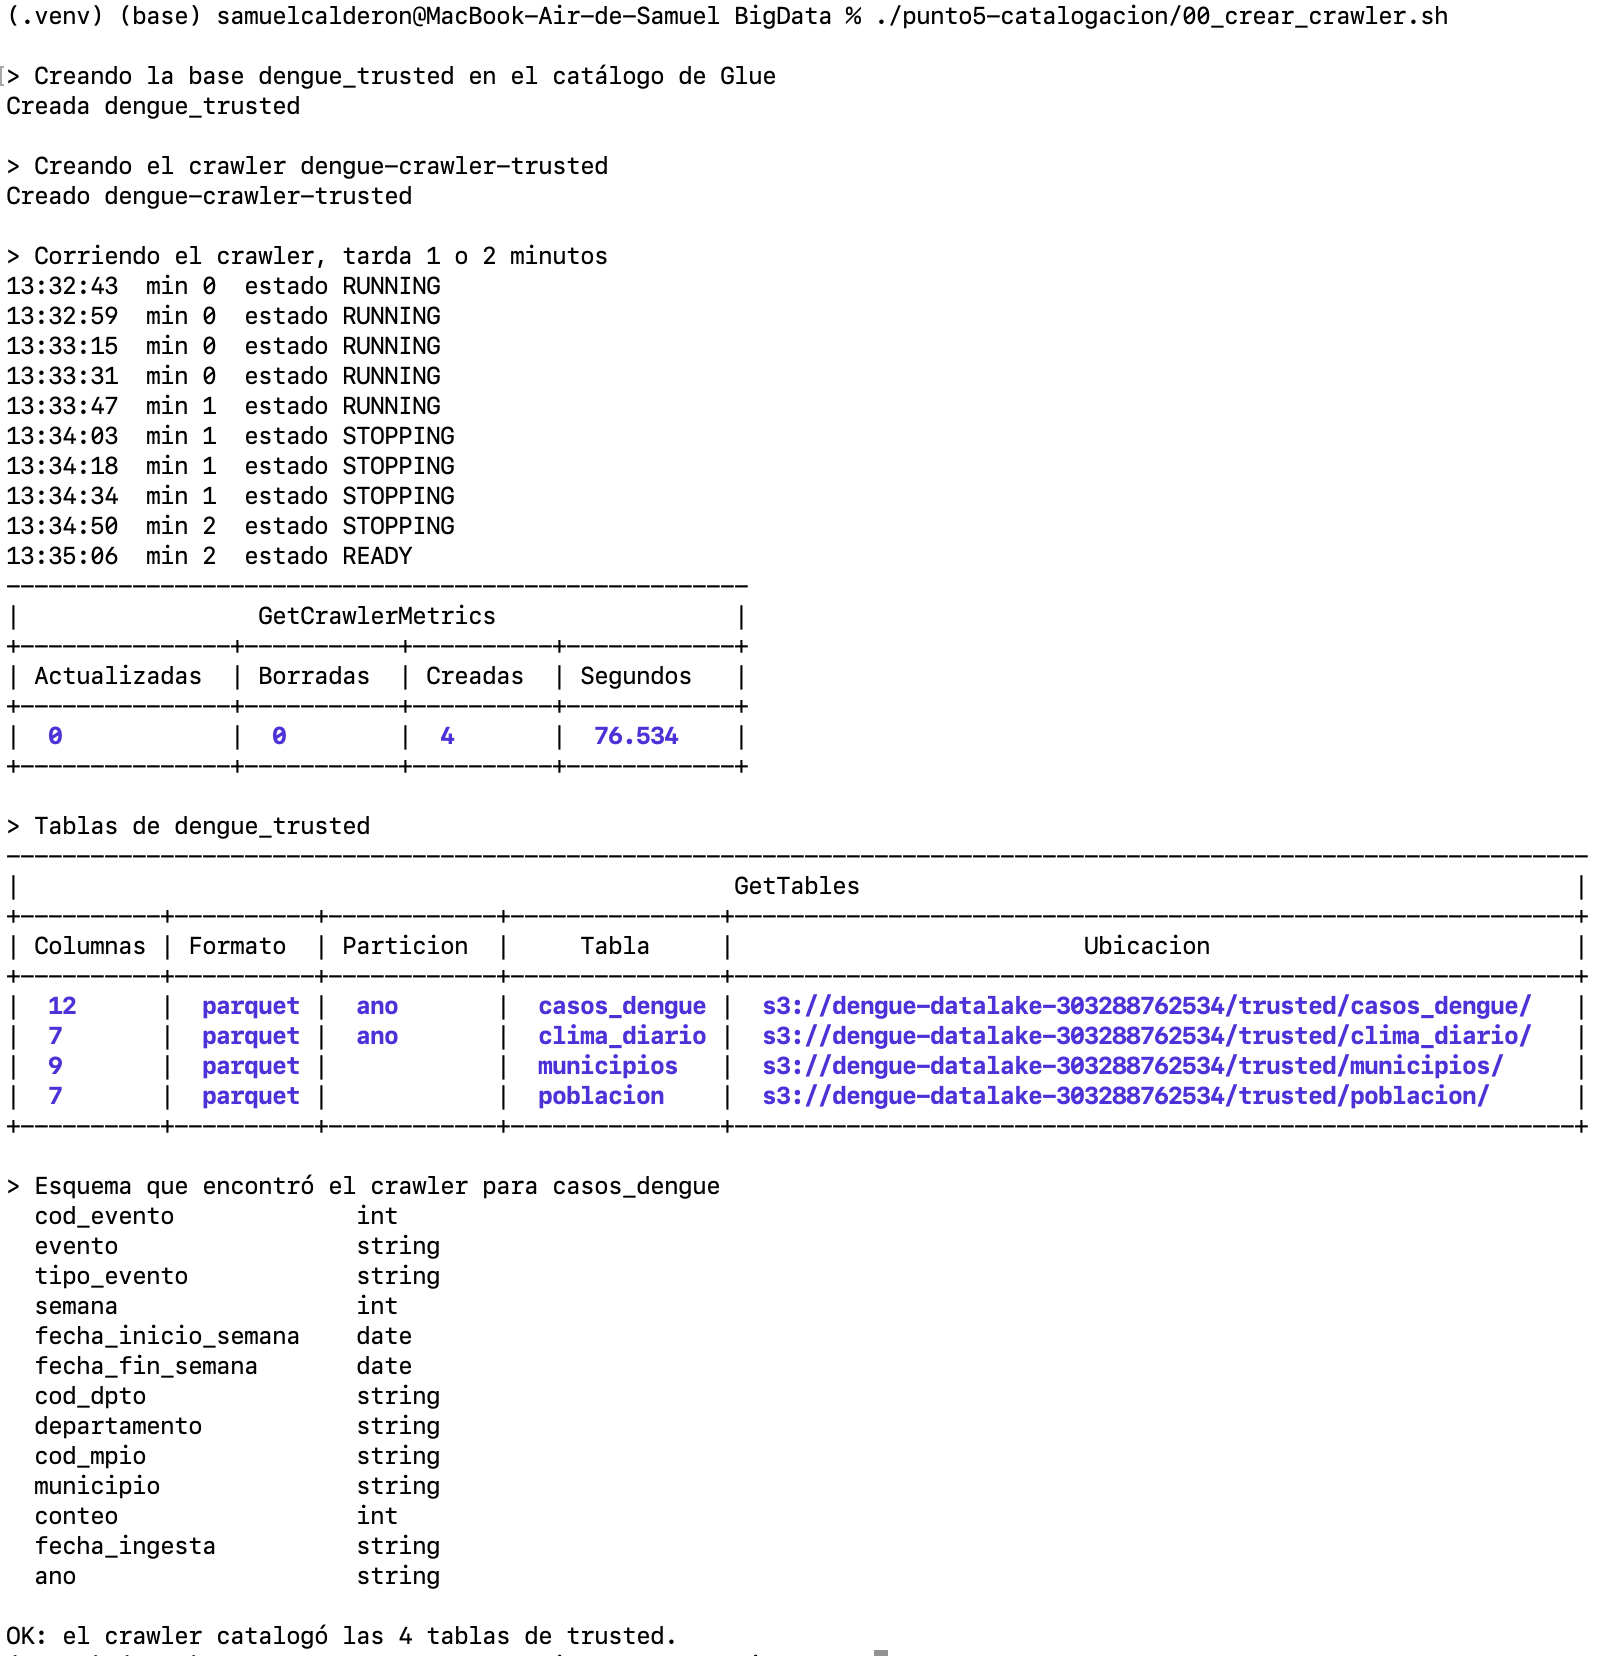 (.venv) (base) samuelcalderon@MacBook-Air-de-Samuel BigData % ./punto5-catalogacion/00_crear_crawler.sh
> Creando la base dengue_trusted en el catálogo de Glue
Creada dengue_trusted
> Creando el crawler dengue-crawler-trusted
Creado dengue-crawler-trusted
> Corriendo el crawler, tarda 1 o 2 minutos
13:32:43  min 0  estado RUNNING
13:32:59  min 0  estado RUNNING
13:33:15  min 0  estado RUNNING
13:33:31  min 0  estado RUNNING
13:33:47  min 1  estado RUNNING
13:34:03  min 1  estado STOPPING
13:34:18  min 1  estado STOPPING
13:34:34  min 1  estado STOPPING
13:34:50  min 2  estado STOPPING
13:35:06  min 2  estado READY
| GetCrawlerMetrics |
| Actualizadas | Borradas | Creadas | Segundos |
| 0 | 0 | 4 | 76.534 |
> Tablas de dengue_trusted
| GetTables |
| Columnas | Formato | Particion | Tabla | Ubicacion |
| 12 | parquet | ano | casos_dengue | s3://dengue-datalake-303288762534/trusted/casos_dengue/ |
| 7 | parquet | ano | clima_diario | s3://dengue-datalake-303288762534/trusted/clima_diario/ |
| 9 | parquet | | municipios | s3://dengue-datalake-303288762534/trusted/municipios/ |
| 7 | parquet | | poblacion | s3://dengue-datalake-303288762534/trusted/poblacion/ |
> Esquema que encontró el crawler para casos_dengue
cod_evento int
evento string
tipo_evento string
semana int
fecha_inicio_semana date
fecha_fin_semana date
cod_dpto string
departamento string
cod_mpio string
municipio string
conteo int
fecha_ingesta string
ano string
OK: el crawler catalogó las 4 tablas de trusted.